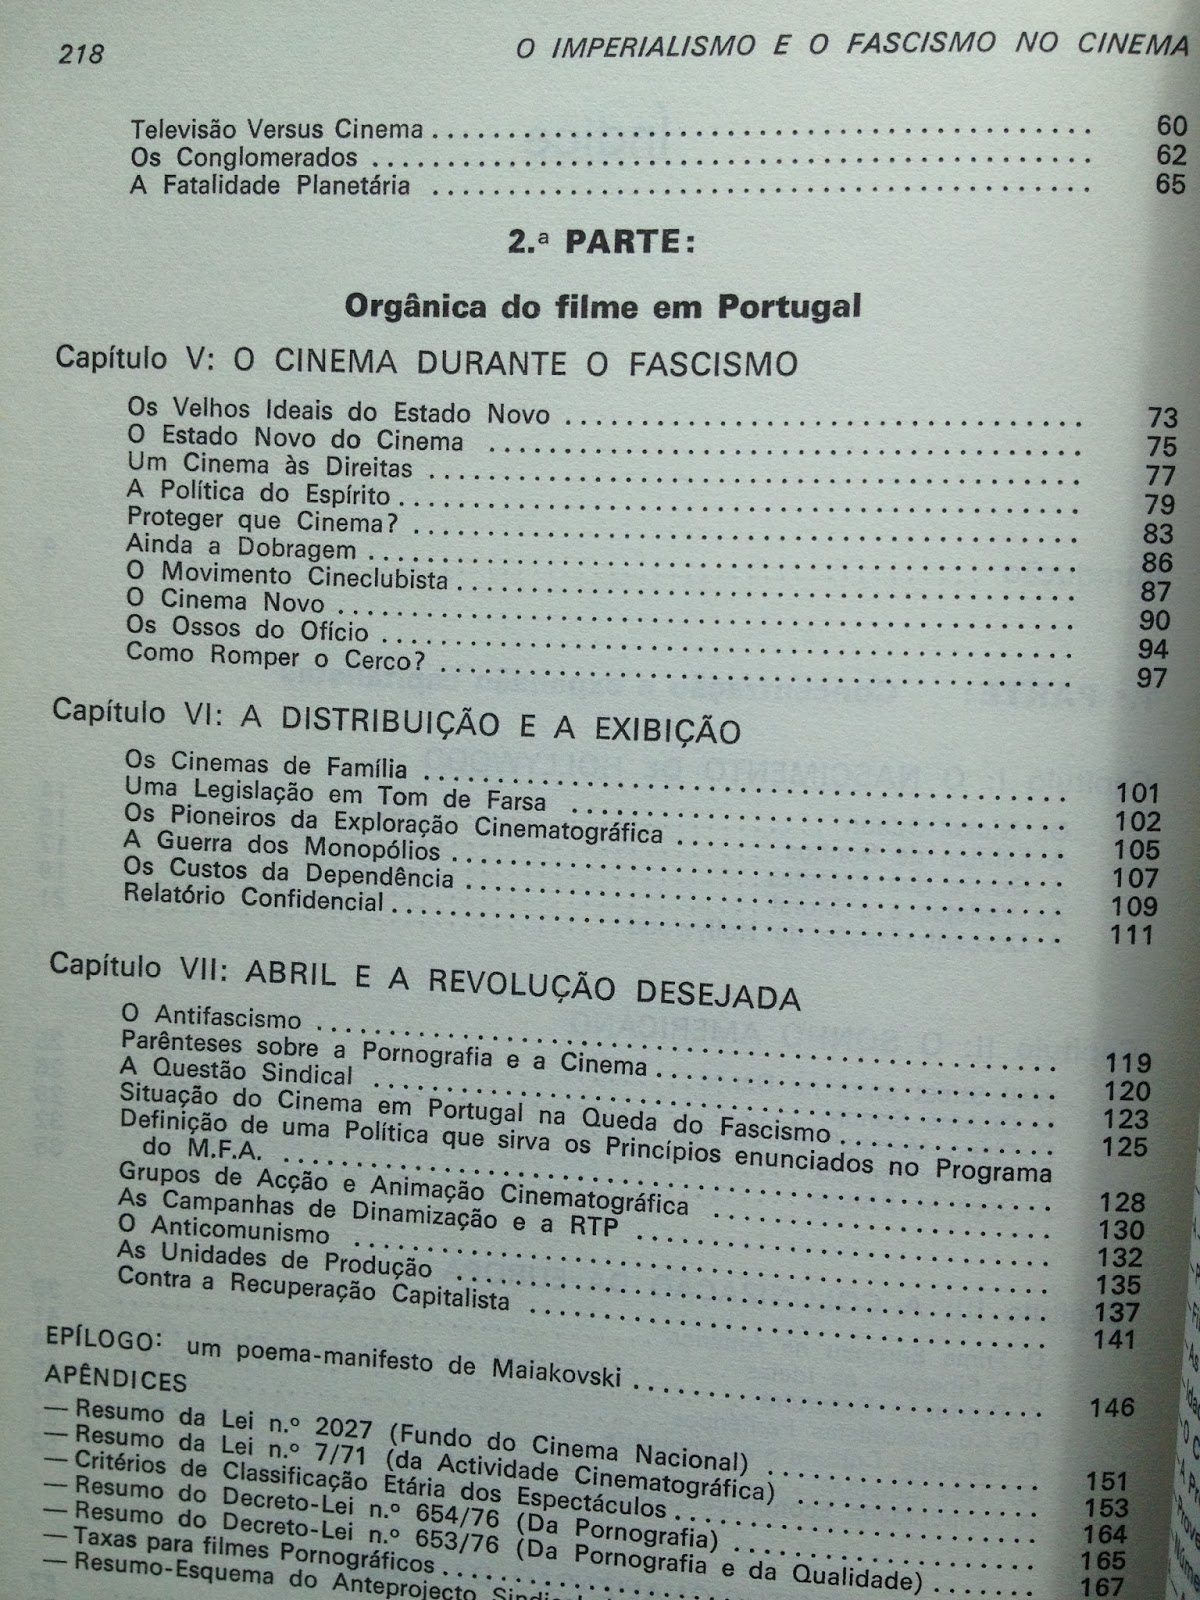 218
O IMPERIALISMO E O FASCISMO NO CINEMA
Televisão Versus Cinema ........ 60
Os Conglomerados ........ 62
A Fatalidade Planetária ........ 65
2.ª PARTE:
Orgânica do filme em Portugal
Capítulo V: O CINEMA DURANTE O FASCISMO
Os Velhos Ideais do Estado Novo ........ 73
O Estado Novo do Cinema ........ 75
Um Cinema às Direitas ........ 77
A Política do Espírito ........ 79
Proteger que Cinema? ........ 83
Ainda a Dobragem ........ 86
O Movimento Cineclubista ........ 87
O Cinema Novo ........ 90
Os Ossos do Ofício ........ 94
Como Romper o Cerco? ........ 97
Capítulo VI: A DISTRIBUIÇÃO E A EXIBIÇÃO
Os Cinemas de Família ........ 101
Uma Legislação em Tom de Farsa ........ 102
Os Pioneiros da Exploração Cinematográfica ........ 105
A Guerra dos Monopólios ........ 107
Os Custos da Dependência ........ 109
Relatório Confidencial ........ 111
Capítulo VII: ABRIL E A REVOLUÇÃO DESEJADA
O Antifascismo ........ 119
Parênteses sobre a Pornografia e a Cinema ........ 120
A Questão Sindical ........ 123
Situação do Cinema em Portugal na Queda do Fascismo ........ 125
Definição de uma Política que sirva os Princípios enunciados no Programa
do M.F.A. ........ 128
Grupos de Acção e Animação Cinematográfica ........ 130
As Campanhas de Dinamização e a RTP ........ 132
O Anticomunismo ........ 135
As Unidades de Produção ........ 137
Contra a Recuperação Capitalista ........ 141
EPÍLOGO: um poema-manifesto de Maiakovski ........ 146
APÊNDICES
— Resumo da Lei n.º 2027 (Fundo do Cinema Nacional) ........ 151
— Resumo da Lei n.º 7/71 (da Actividade Cinematográfica) ........ 153
— Critérios de Classificação Etária dos Espectáculos ........ 164
— Resumo do Decreto-Lei n.º 654/76 (Da Pornografia) ........ 165
— Resumo do Decreto-Lei n.º 653/76 (Da Pornografia e da Qualidade) ........ 167
— Taxas para filmes Pornográficos ........
— Resumo-Esquema do Anteprojecto